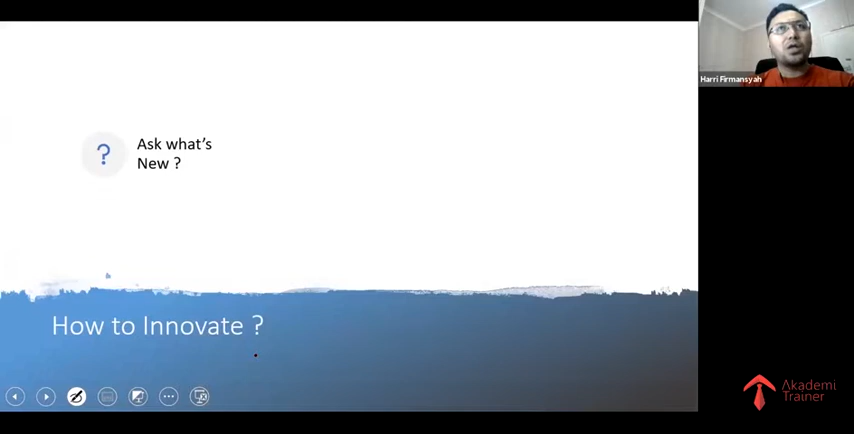 Harri Firmansyah
?
Ask what's
New ?
How to Innovate ?
Akademi
Trainer